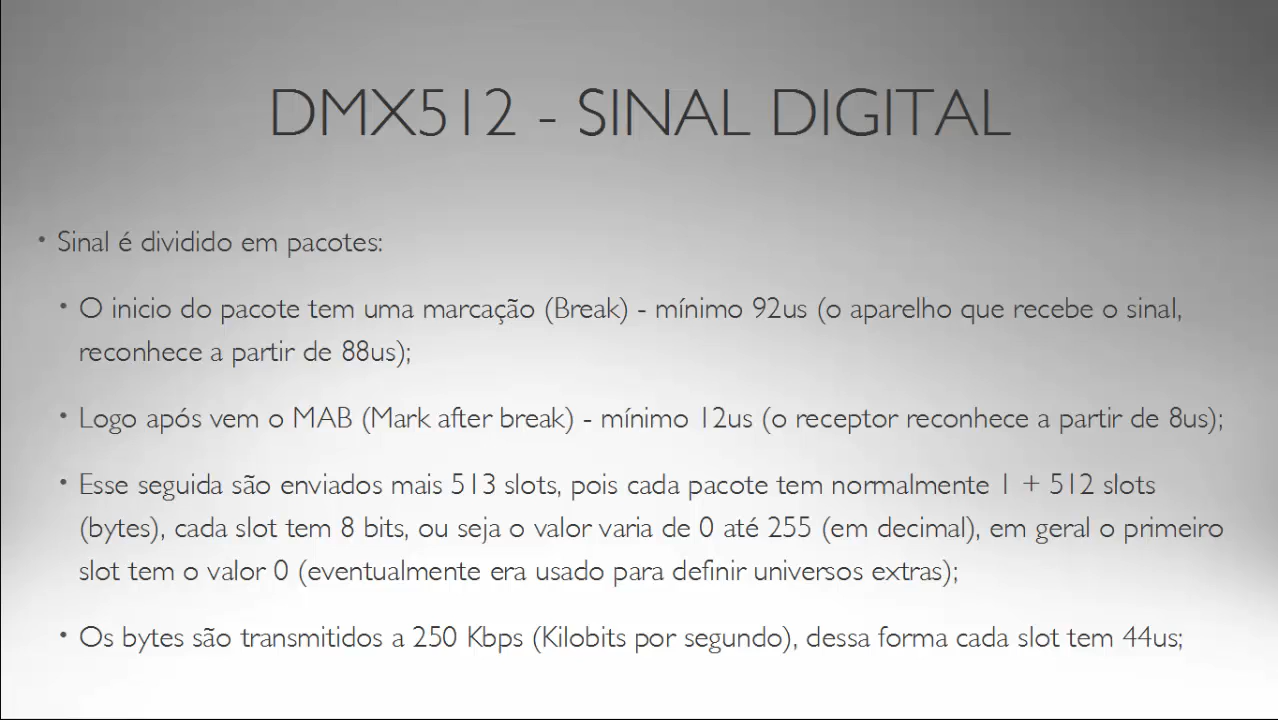 DMX512 - SINAL DIGITAL
• Sinal é dividido em pacotes:
• O inicio do pacote tem uma marcação (Break) - mínimo 92us (o aparelho que recebe o sinal,
reconhece a partir de 88us);
• Logo após vem o MAB (Mark after break) - mínimo 12us (o receptor reconhece a partir de 8us);
• Esse seguida são enviados mais 513 slots, pois cada pacote tem normalmente 1 + 512 slots
(bytes), cada slot tem 8 bits, ou seja o valor varia de 0 até 255 (em decimal), em geral o primeiro
slot tem o valor 0 (eventualmente era usado para definir universos extras);
• Os bytes são transmitidos a 250 Kbps (Kilobits por segundo), dessa forma cada slot tem 44us;